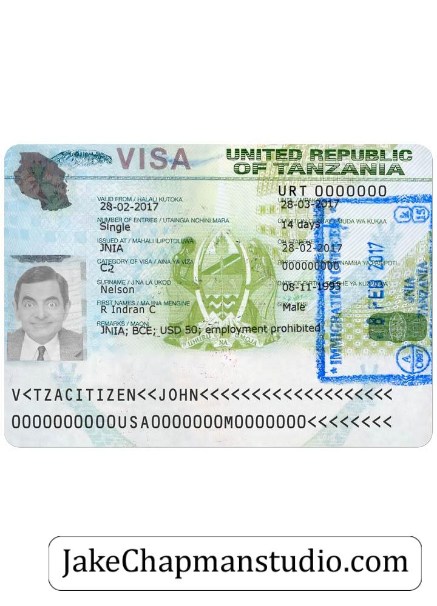 VISA UNITED REPUBLIC
OF TANZANIA
URT 0000000
VALID FROM / HALALI KUTOKA
28-02-2017 28-03-2017
NUMBER OF ENTRIES / UTAINGIA NCHINI MARA
Single 14 days
ISSUED AT / MAHALI ILIPOTOLEWA
JNIA 28-02-2017
CATEGORY OF VISA / AINA YA VIZA
C2 000000000
SURNAME / JINA LA UKOO
Nelson 08-11-1993
FIRST NAMES / MAJINA MENGINE
R Indran C Male
REMARKS / MAONI
JNIA; BCE; USD 50; employment prohibited
IMMIGRATION
JNIA
TANZANIA
A
V<TZACITIZEN<<JOHN<<<<<<<<<<<<<<<<<<<<
0000000000USA0000000M0000000<<<<<<<<
JakeChapmanstudio.com